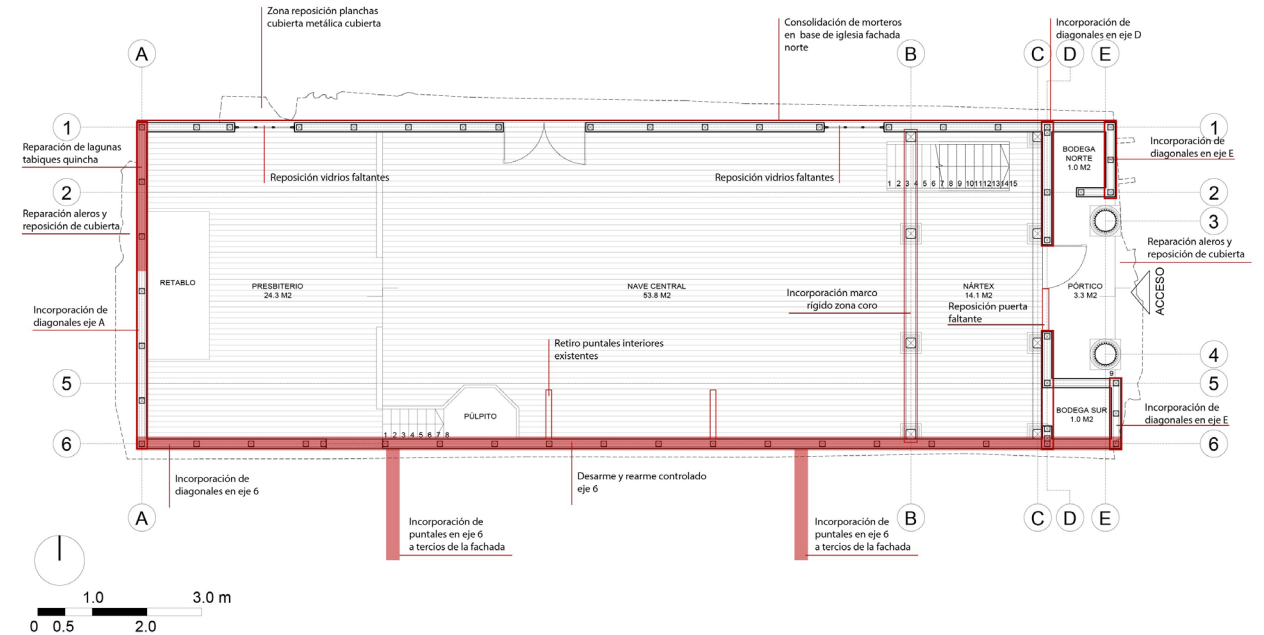 Zona reposición planchas
cubierta metálica cubierta
Consolidación de morteros
en base de iglesia fachada
norte
Incorporación de
diagonales en eje D
A
B
C
D
E
1
1
Reparación de lagunas
tabiques quincha
BODEGA
NORTE
1.0 M2
Incorporación de
diagonales en eje E
Reposición vidrios faltantes
Reposición vidrios faltantes
1 2 3 4 5 6 7 8 9 10 11 12 13 14 15
2
2
Reparación aleros y
reposición de cubierta
3
Reparación aleros y
reposición de cubierta
RETABLO
PRESBITERIO
24.3 M2
NAVE CENTRAL
53.8 M2
NÁRTEX
14.1 M2
PÓRTICO
3.3 M2
ACCESO
Incorporación marco
rígido zona coro
Reposición puerta
faltante
Incorporación de
diagonales eje A
Retiro puntales interiores
existentes
4
9
5
5
PÚLPITO
BODEGA SUR
1.0 M2
Incorporación de
diagonales en eje E
1 2 3 4 5 6 7 8
6
6
Incorporación de
diagonales en eje 6
Desarme y rearme controlado
eje 6
Incorporación de
puntales en eje 6
a tercios de la fachada
Incorporación de
puntales en eje 6
a tercios de la fachada
A
B
C
D
E
1.0
3.0 m
0
0.5
2.0